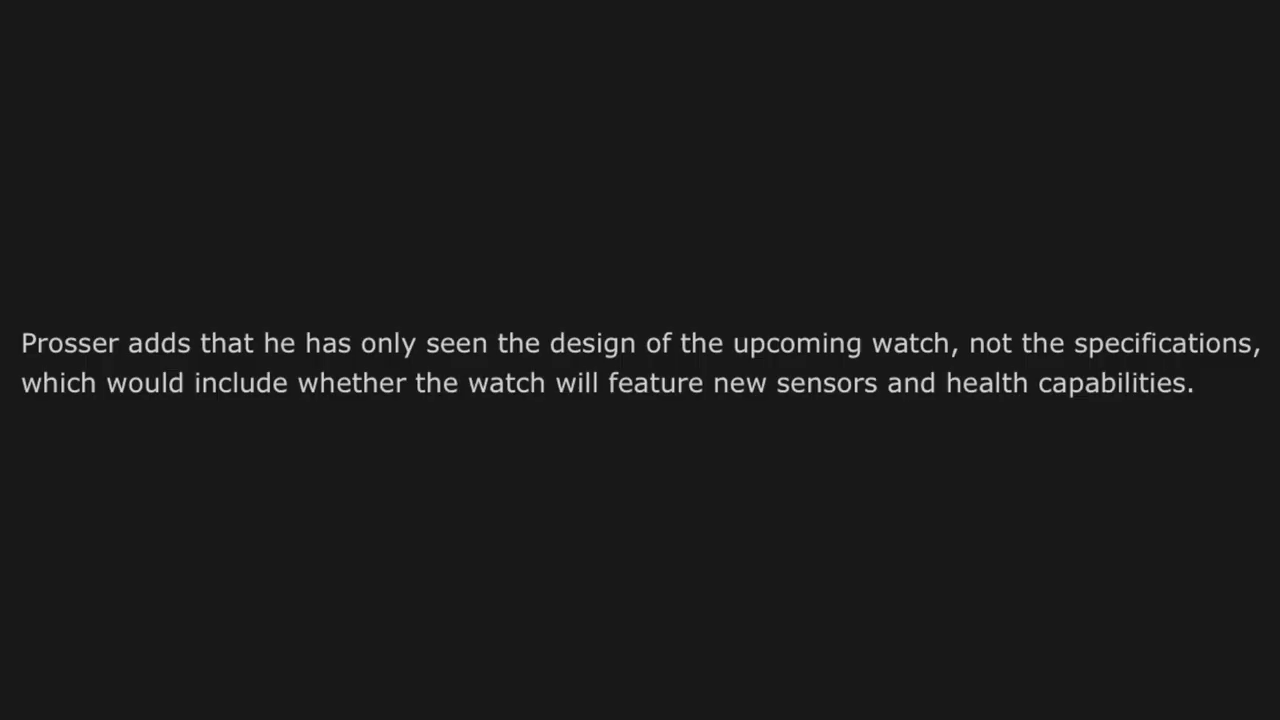 Prosser adds that he has only seen the design of the upcoming watch, not the specifications,
which would include whether the watch will feature new sensors and health capabilities.